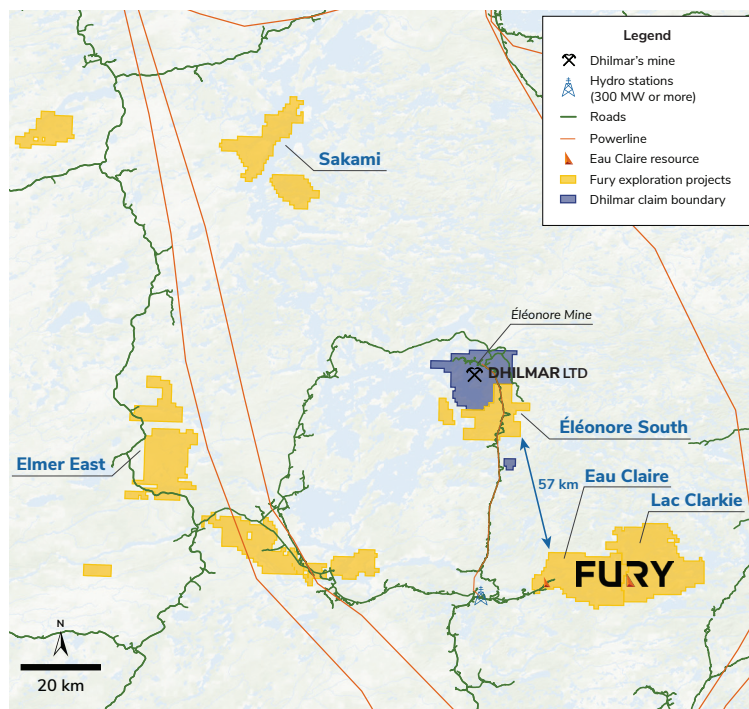 Legend
Dhilmar's mine
Hydro stations
(300 MW or more)
Roads
Powerline
Eau Claire resource
Fury exploration projects
Dhilmar claim boundary
Sakami
Éléonore Mine
DHILMAR LTD
Éléonore South
Elmer East
57 km
Eau Claire
Lac Clarkie
FURY
N
20 km